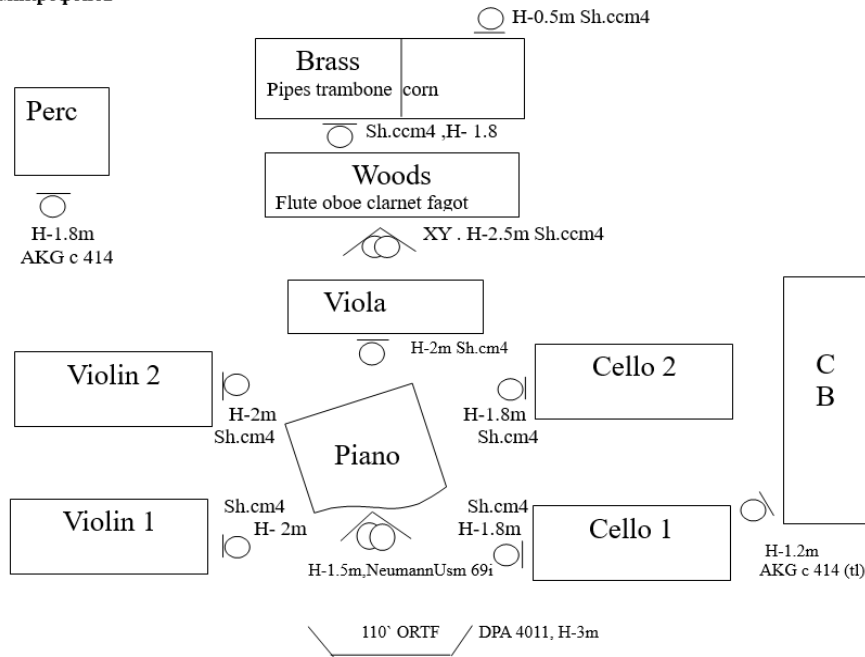 H-0.5m Sh.ccm4
Brass
Pipes trambone corn
Perc
Sh.ccm4 ,H- 1.8
Woods
Flute oboe clarnet fagot
H-1.8m
AKG c 414
XY . H-2.5m Sh.ccm4
Viola
H-2m Sh.cm4
Violin 2
Cello 2
C
B
H-2m
Sh.cm4
H-1.8m
Sh.cm4
Piano
Violin 1
Sh.cm4
H- 2m
Sh.cm4
H-1.8m
Cello 1
H-1.5m,NeumannUsm 69i
H-1.2m
AKG c 414 (tl)
110` ORTF
DPA 4011, H-3m